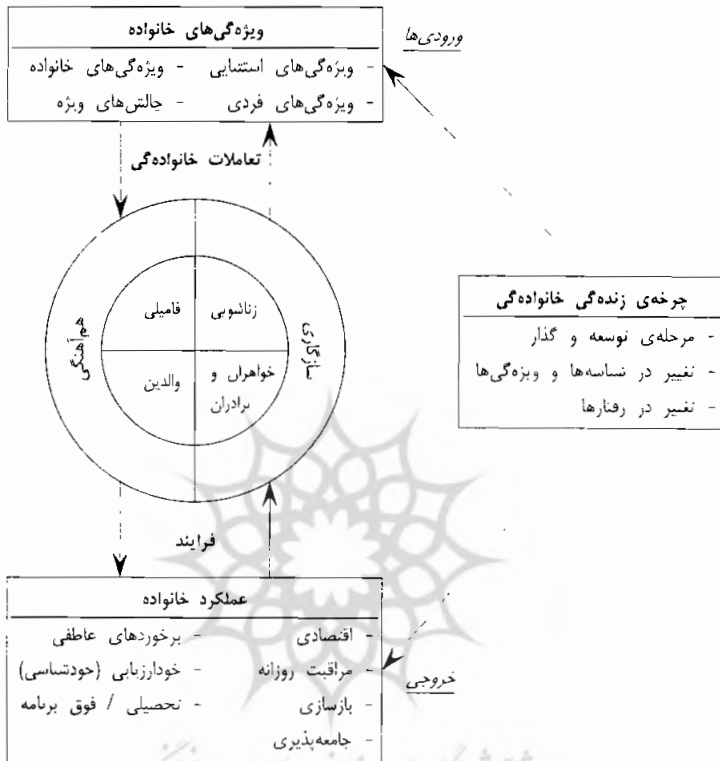 ورودی‌ها
ویژه‌گی‌های خانواده
- ویژه‌گی‌های استثنایی - ویژه‌گی‌های خانواده
- ویژه‌گی‌های فردی - چالش‌های ویژه
تعاملات خانواده‌گی
سازگاری
هم‌آهنگی
زناشویی
فامیلی
خواهران و
برادران
والدین
چرخه‌ی زنده‌گی خانواده‌گی
- مرحله‌ی توسعه و گذار
- تغییر در شناسه‌ها و ویژه‌گی‌ها
- تغییر در رفتارها
فرایند
عملکرد خانواده
- اقتصادی - برخوردهای عاطفی
- مراقبت روزانه - خودارزیابی (خودشناسی)
- بازسازی - تحصیلی / فوق برنامه
- جامعه‌پذیری
خروجی